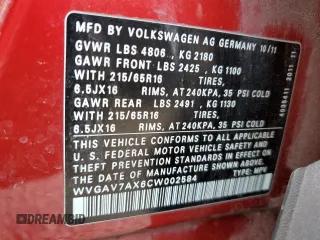 MFD. BY VOLKSWAGEN AG GERMANY 10/11
GVWR LBS 4806 , KG 2180
GAWR FRONT LBS 2425 , KG 1100
WITH 215/65R16 TIRES,
6.5JX16 RIMS, AT 240KPA, 35 PSI COLD
GAWR REAR LBS 2491 , KG 1130
WITH 215/65R16 TIRES,
6.5JX16 RIMS, AT 240KPA, 35 PSI COLD
THIS VEHICLE CONFORMS TO ALL APPLICABLE
U.S. FEDERAL MOTOR VEHICLE SAFETY AND
THEFT PREVENTION STANDARDS IN EFFECT
ON THE DATE OF MANUFACTURE SHOWN ABOVE
WVGAV7AX6CW002584 TYPE: MPV
DREAMBID